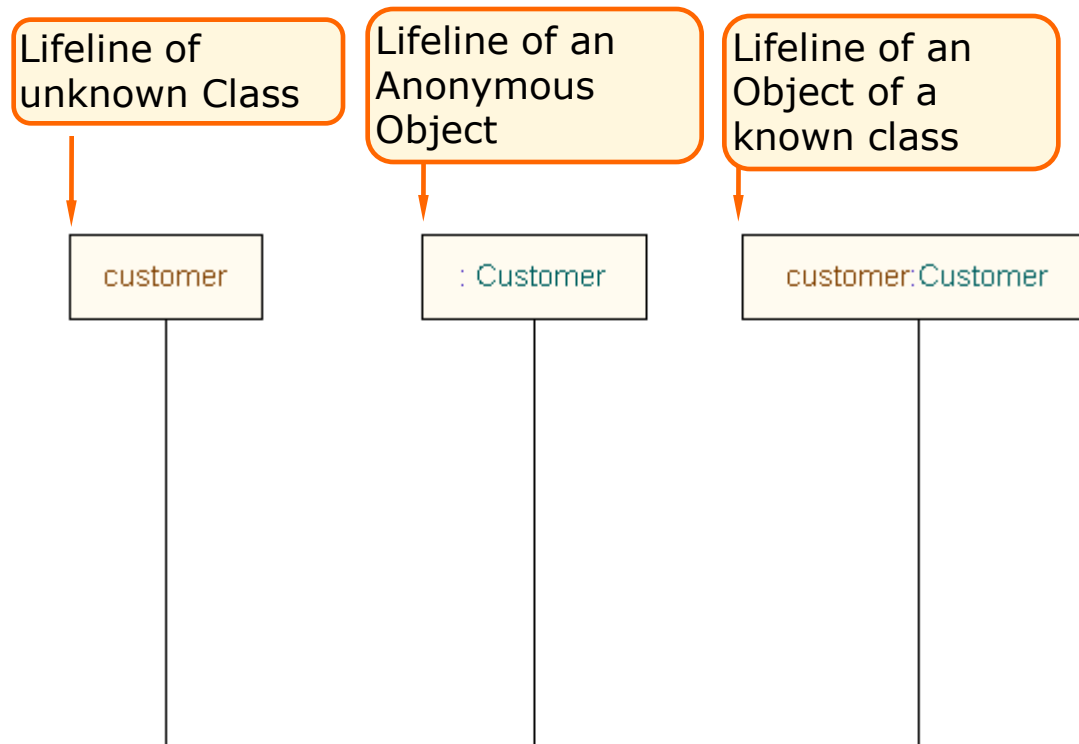 Lifeline of
unknown Class
Lifeline of an
Anonymous
Object
Lifeline of an
Object of a
known class
customer
: Customer
customer:Customer